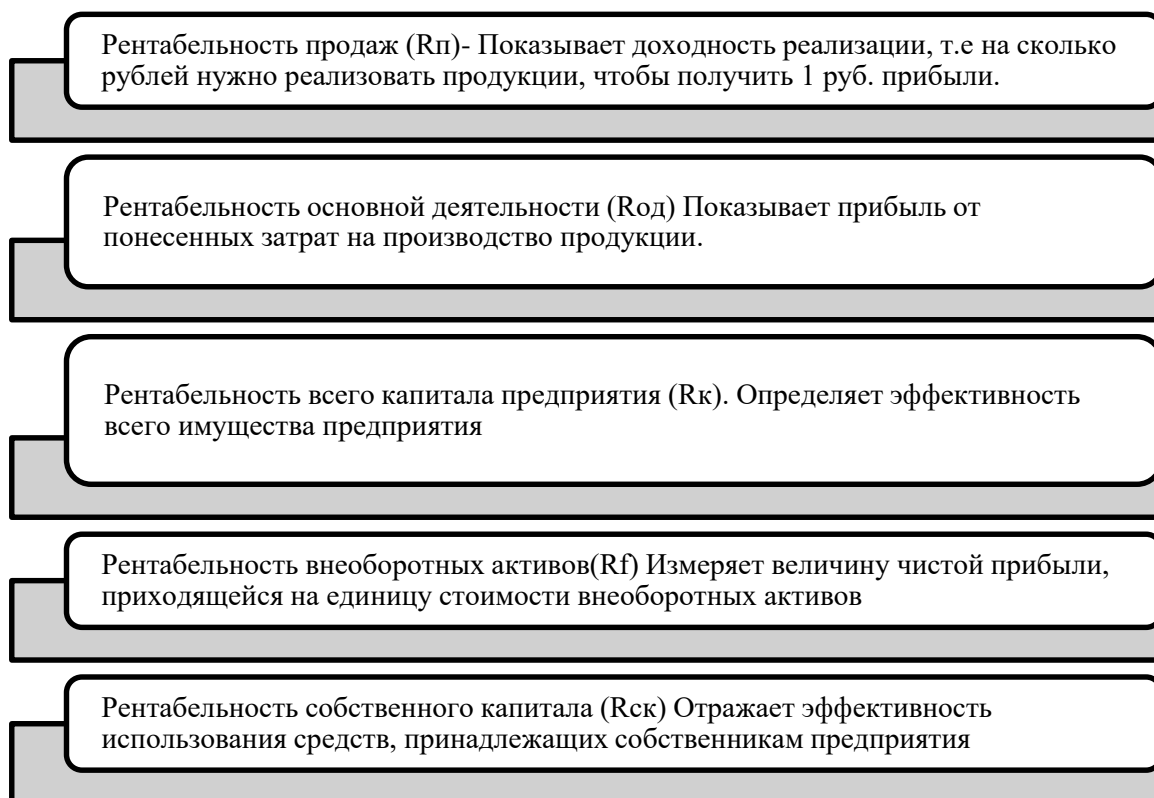 Рентабельность продаж (Rп)- Показывает доходность реализации, т.е на сколько
рублей нужно реализовать продукции, чтобы получить 1 руб. прибыли.
Рентабельность основной деятельности (Rод) Показывает прибыль от
понесенных затрат на производство продукции.
Рентабельность всего капитала предприятия (Rк). Определяет эффективность
всего имущества предприятия
Рентабельность внеоборотных активов(Rf) Измеряет величину чистой прибыли,
приходящейся на единицу стоимости внеоборотных активов
Рентабельность собственного капитала (Rск) Отражает эффективность
использования средств, принадлежащих собственникам предприятия